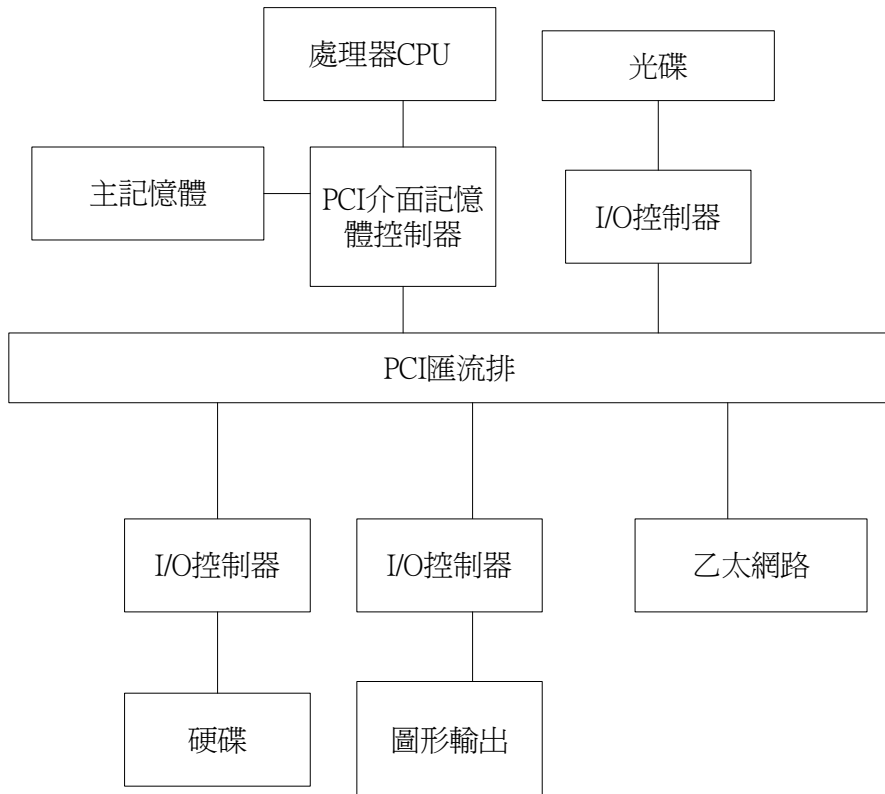 處理器CPU
光碟
主記憶體
PCI介面記憶
體控制器
I/O控制器
PCI匯流排
I/O控制器
I/O控制器
乙太網路
硬碟
圖形輸出